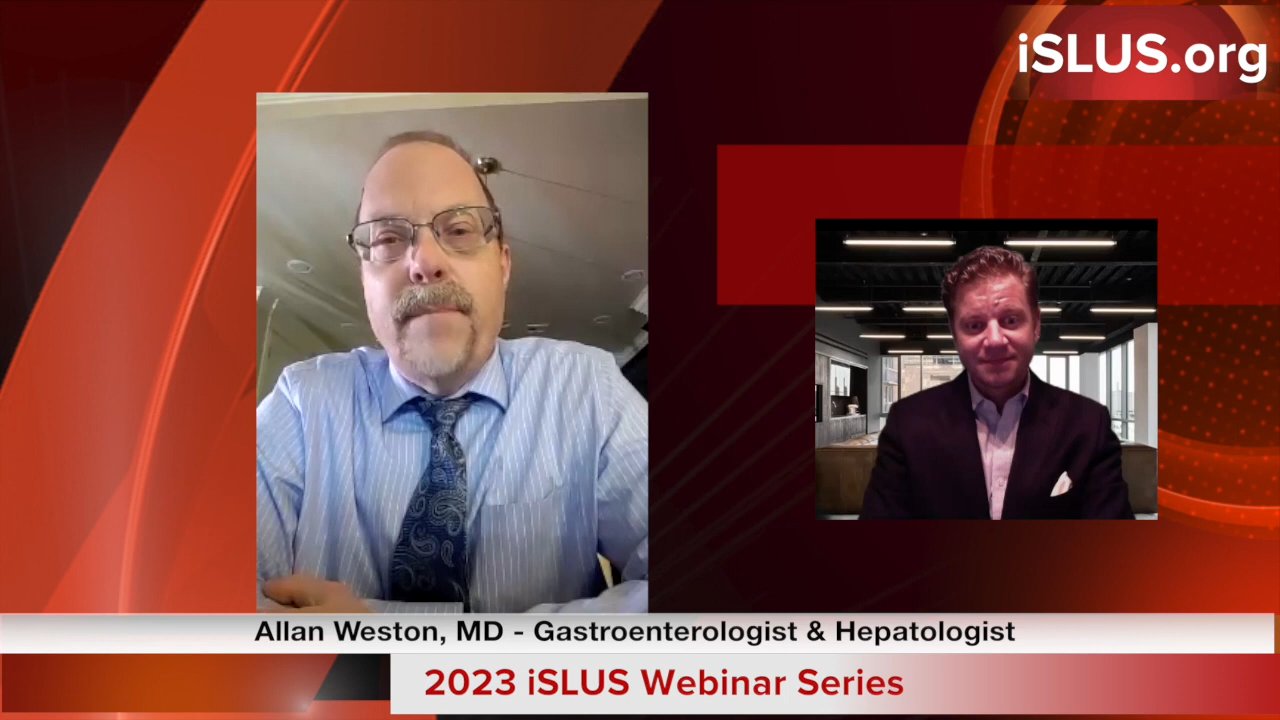 iSLUS.org
Allan Weston, MD - Gastroenterologist & Hepatologist
2023 iSLUS Webinar Series